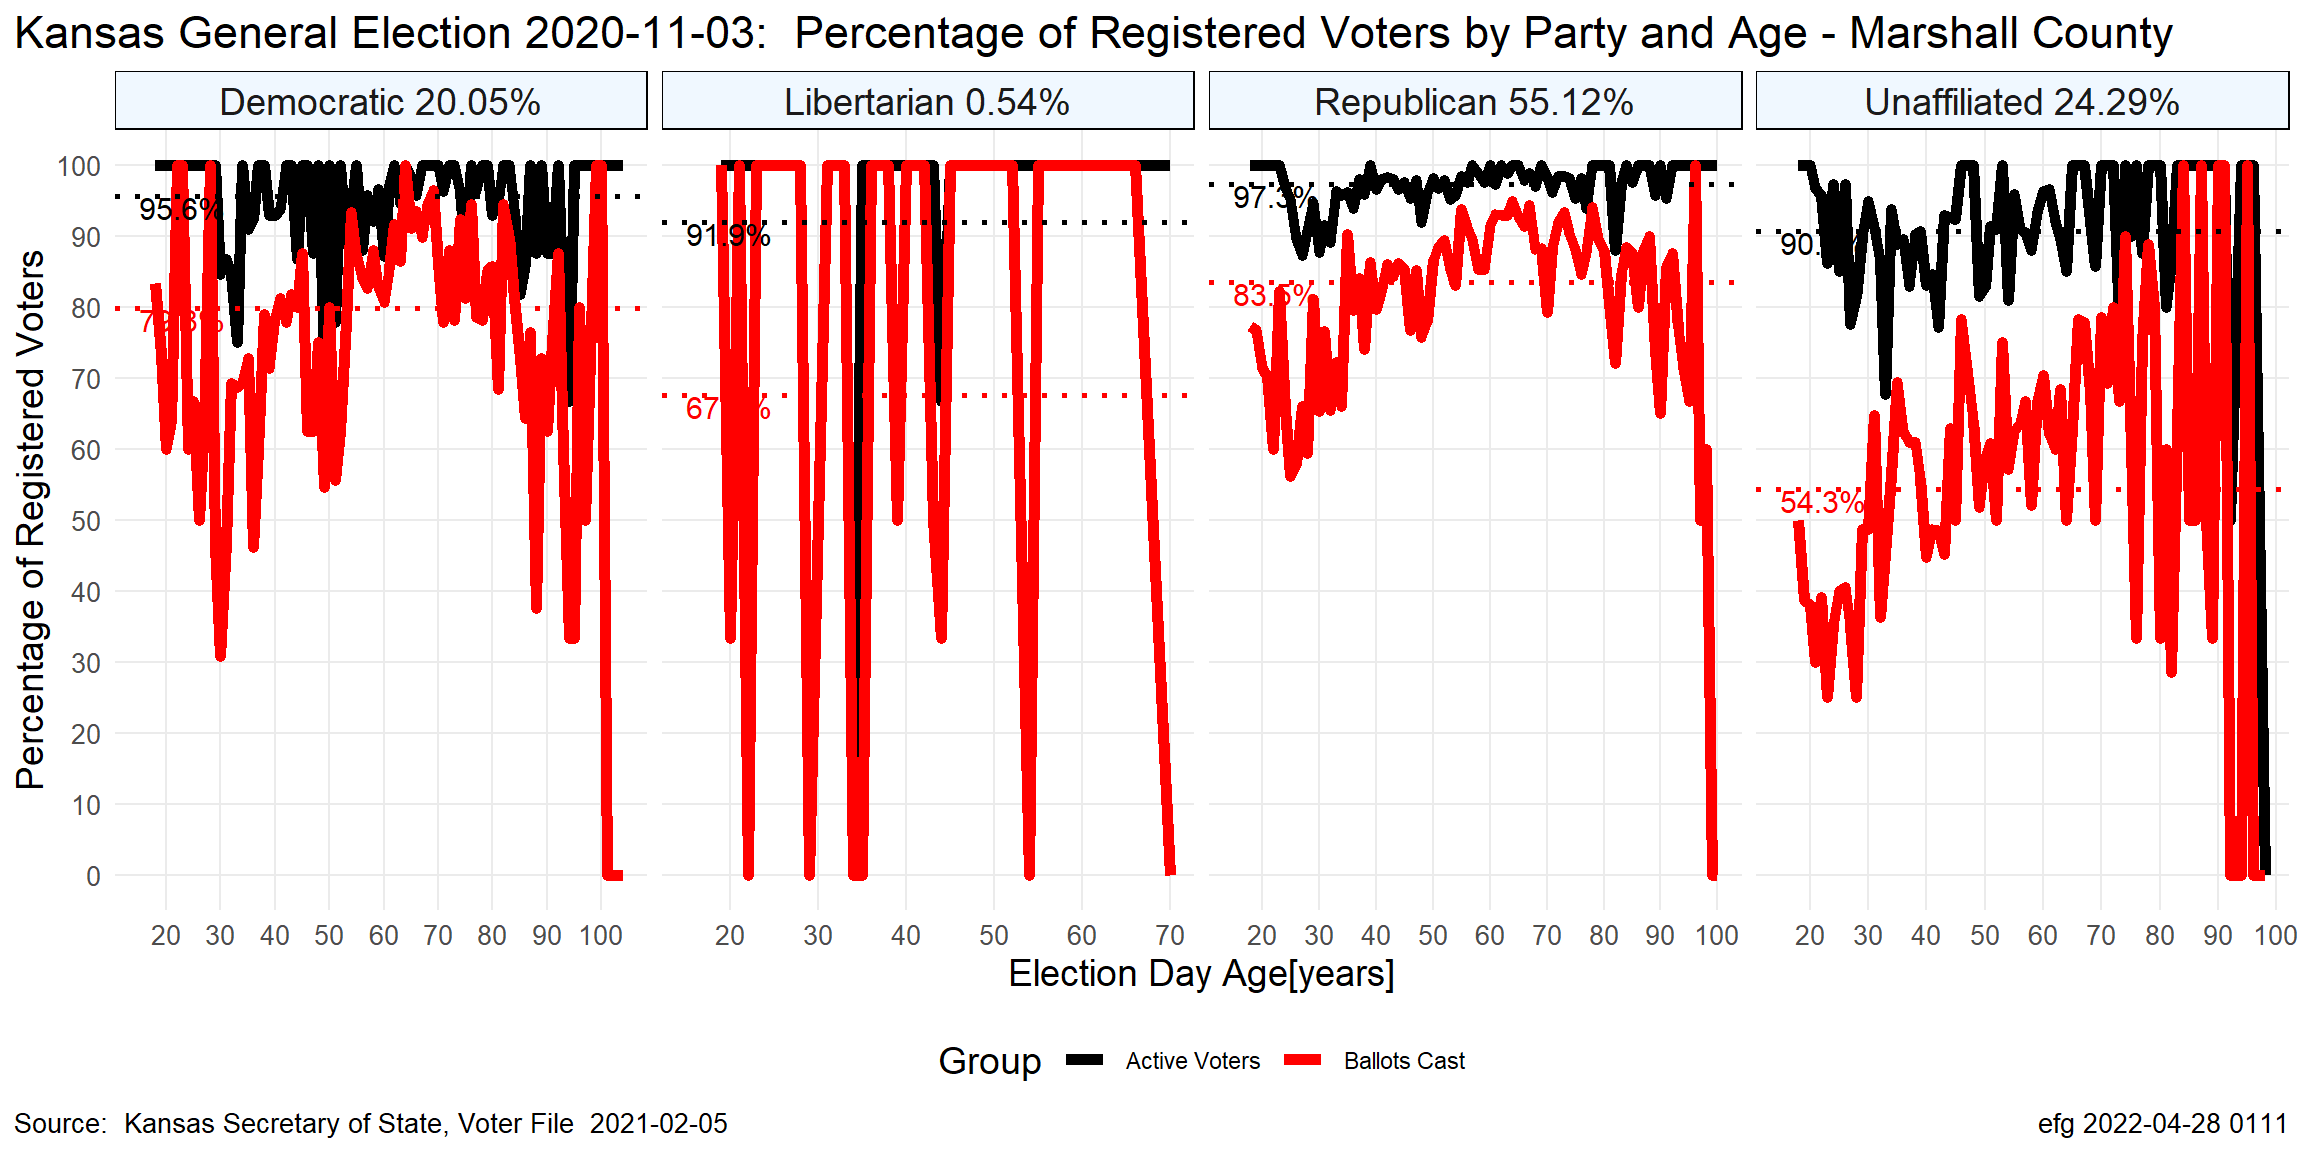 Kansas General Election 2020-11-03:  Percentage of Registered Voters by Party and Age - Marshall County
Democratic 20.05%
Libertarian 0.54%
Republican 55.12%
Unaffiliated 24.29%
Percentage of Registered Voters
100
90
80
70
60
50
40
30
20
10
0
95.6%
91.9%
97.3%
83.5%
54.3%
20 30 40 50 60 70 80 90 100
20 30 40 50 60 70
20 30 40 50 60 70 80 90 100
20 30 40 50 60 70 80 90 100
Election Day Age[years]
Group Active Voters Ballots Cast
Source:  Kansas Secretary of State, Voter File  2021-02-05
efg 2022-04-28 0111